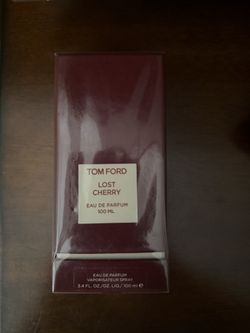 TOM FORD
LOST
CHERRY
EAU DE PARFUM
100 ML
EAU DE PARFUM
VAPORISATEUR SPRAY
3.4 FL. OZ./OZ. LIQ./100 ml ℮